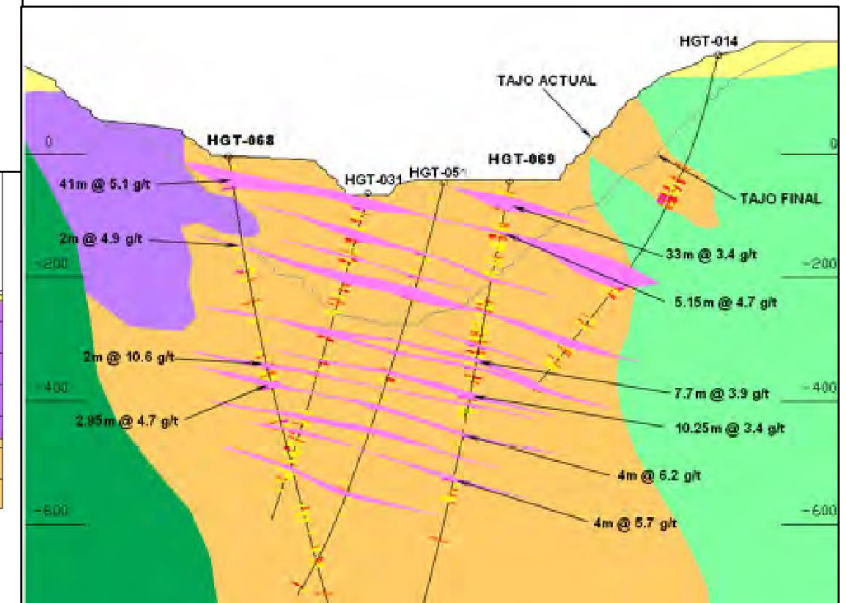 HGT-014
TAJO ACTUAL
HGT-068
HGT-031
HGT-051
HGT-069
0
0
41m @ 5.1 g/t
TAJO FINAL
2m @ 4.9 g/t
33m @ 3.4 g/t
-200
-200
5.15m @ 4.7 g/t
2m @ 10.6 g/t
7.7m @ 3.9 g/t
-400
-400
2.95m @ 4.7 g/t
10.25m @ 3.4 g/t
4m @ 6.2 g/t
-600
-600
4m @ 5.7 g/t